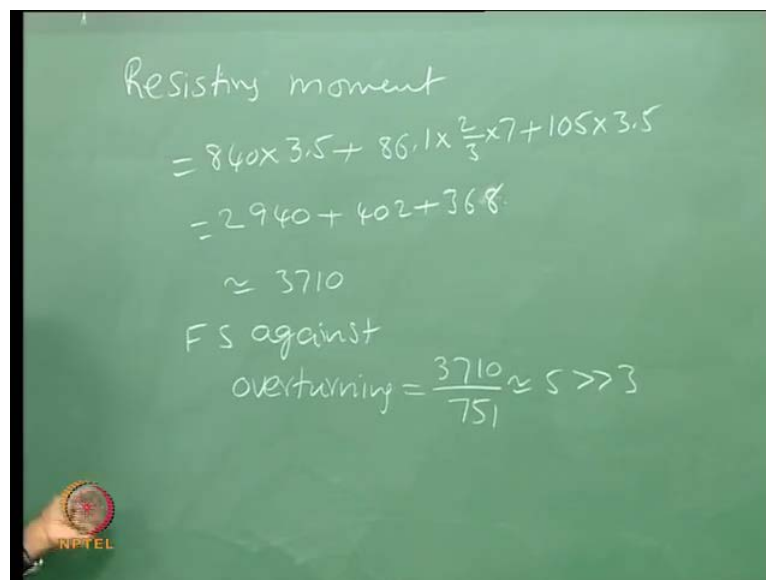 Resisting moment
= 840 × 3.5 + 86.1 × 2/3 × 7 + 105 × 3.5
= 2940 + 402 + 368
≃ 3710
FS against
overturning = 3710/751 ≃ 5 >> 3
NPTEL